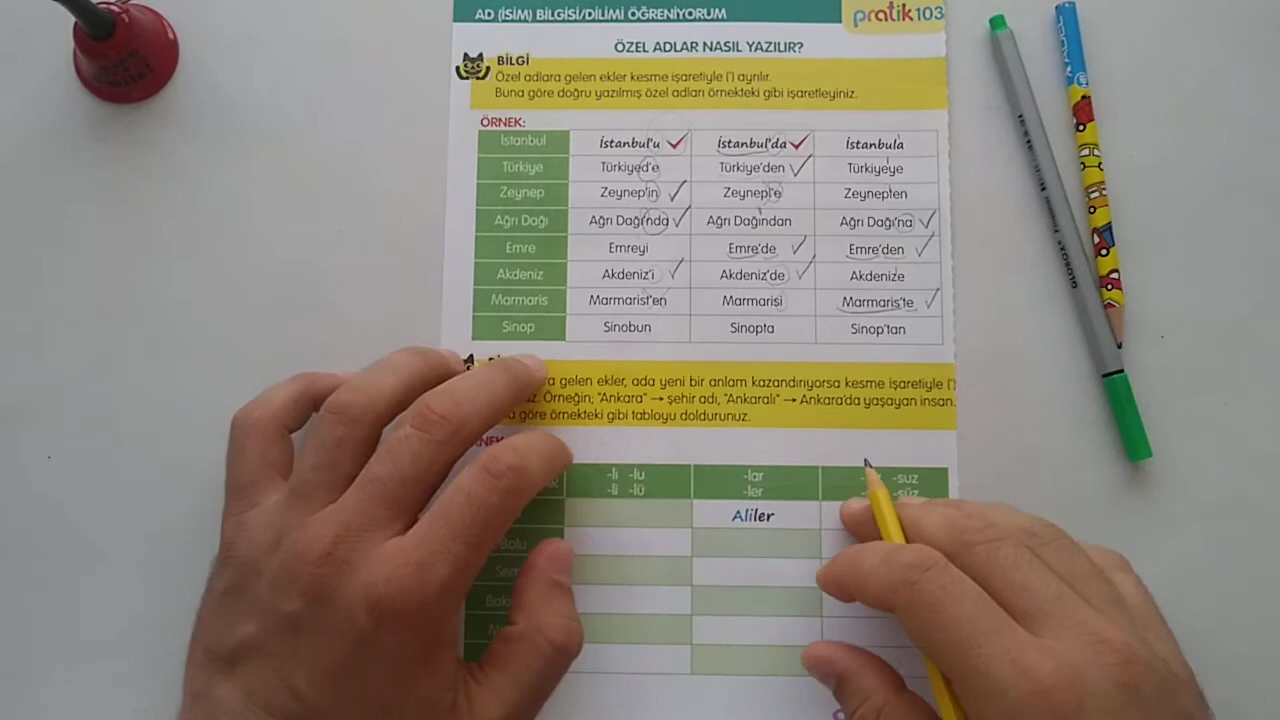 AD (İSİM) BİLGİSİ/DİLİMİ ÖĞRENİYORUM
pratik103
ÖZEL ADLAR NASIL YAZILIR?
BİLGİ
Özel adlara gelen ekler kesme işaretiyle (') ayrılır.
Buna göre doğru yazılmış özel adları örnekteki gibi işaretleyiniz.
ÖRNEK:
İstanbul İstanbul'u İstanbul'da İstanbula
Türkiye Türkiyed'e Türkiye'den Türkiyeye
Zeynep Zeynep'in Zeynepl'e Zeynepten
Ağrı Dağı Ağrı Dağı'nda Ağrı Dağından Ağrı Dağı'na
Emre Emreyi Emre'de Emre'den
Akdeniz Akdeniz'i Akdeniz'de Akdenize
Marmaris Marmarist'en Marmarisi Marmaris'te
Sinop Sinobun Sinopta Sinop'tan
gelen ekler, ada yeni bir anlam kazandırıyorsa kesme işaretiyle (')
Örneğin; "Ankara" → şehir adı, "Ankaralı" → Ankara'da yaşayan insan.
göre örnekteki gibi tabloyu doldurunuz.
-lı -lu -lar -suz
-li -lü -ler -süz
Aliler
Bolu